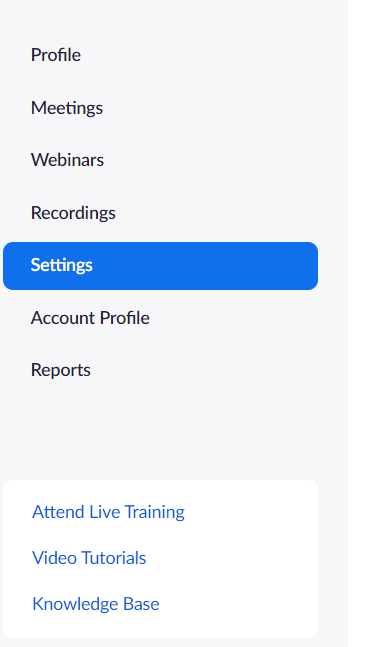 Profile
Meetings
Webinars
Recordings
Settings
Account Profile
Reports
Attend Live Training
Video Tutorials
Knowledge Base